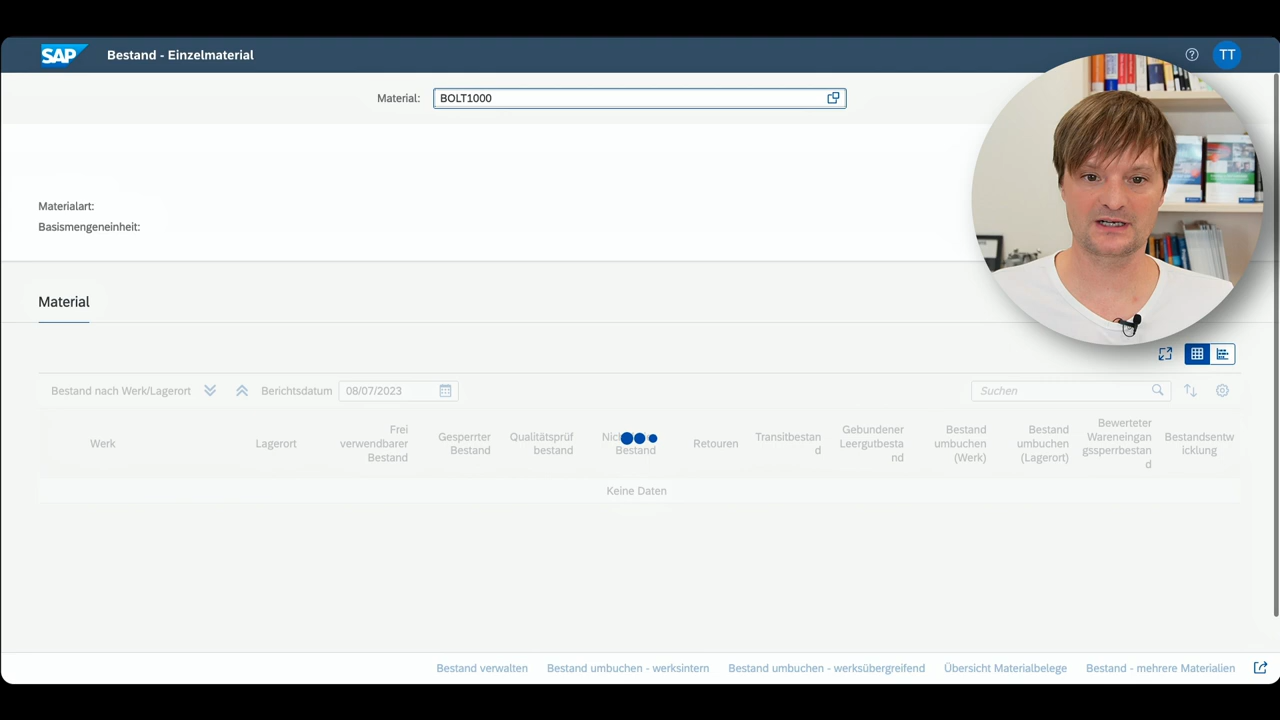 SAP Bestand - Einzelmaterial TT
Material: BOLT1000
Materialart:
Basismengeneinheit:
Material
Bestand nach Werk/Lagerort Berichtsdatum 08/07/2023 Suchen
Werk
Lagerort
Frei
verwendbarer
Bestand
Gesperrter
Bestand
Qualitätsprüf
bestand
Bestand
Retouren
Transitbestan
d
Gebundener
Leergutbesta
nd
Bestand
umbuchen
(Werk)
Bestand
umbuchen
(Lagerort)
Bewerteter
Wareneingan
gssperrbestan
d
Bestandsentw
icklung
Keine Daten
Bestand verwalten Bestand umbuchen - werksintern Bestand umbuchen - werksübergreifend Übersicht Materialbelege Bestand - mehrere Materialien